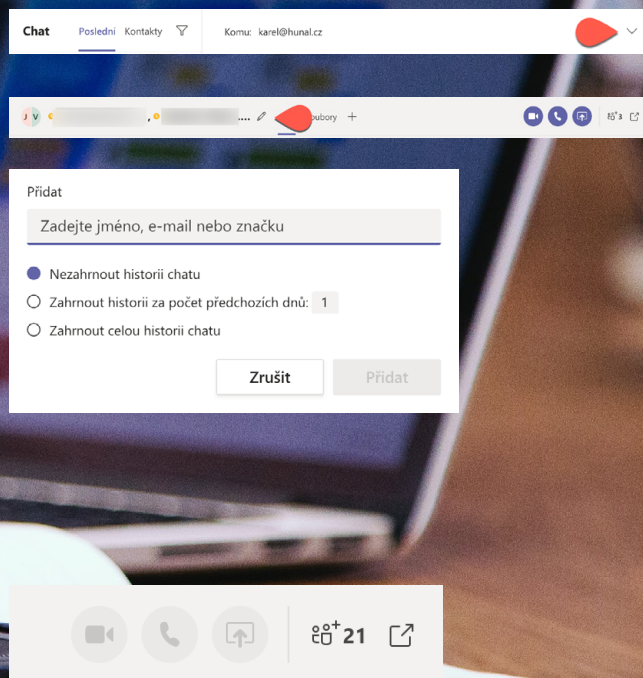 Chat Poslední Kontakty Komu: karel@hunal.cz
J V , .... oubory + 3
Přidat
Zadejte jméno, e-mail nebo značku
Nezahrnout historii chatu
Zahrnout historii za počet předchozích dnů: 1
Zahrnout celou historii chatu
Zrušit Přidat
21